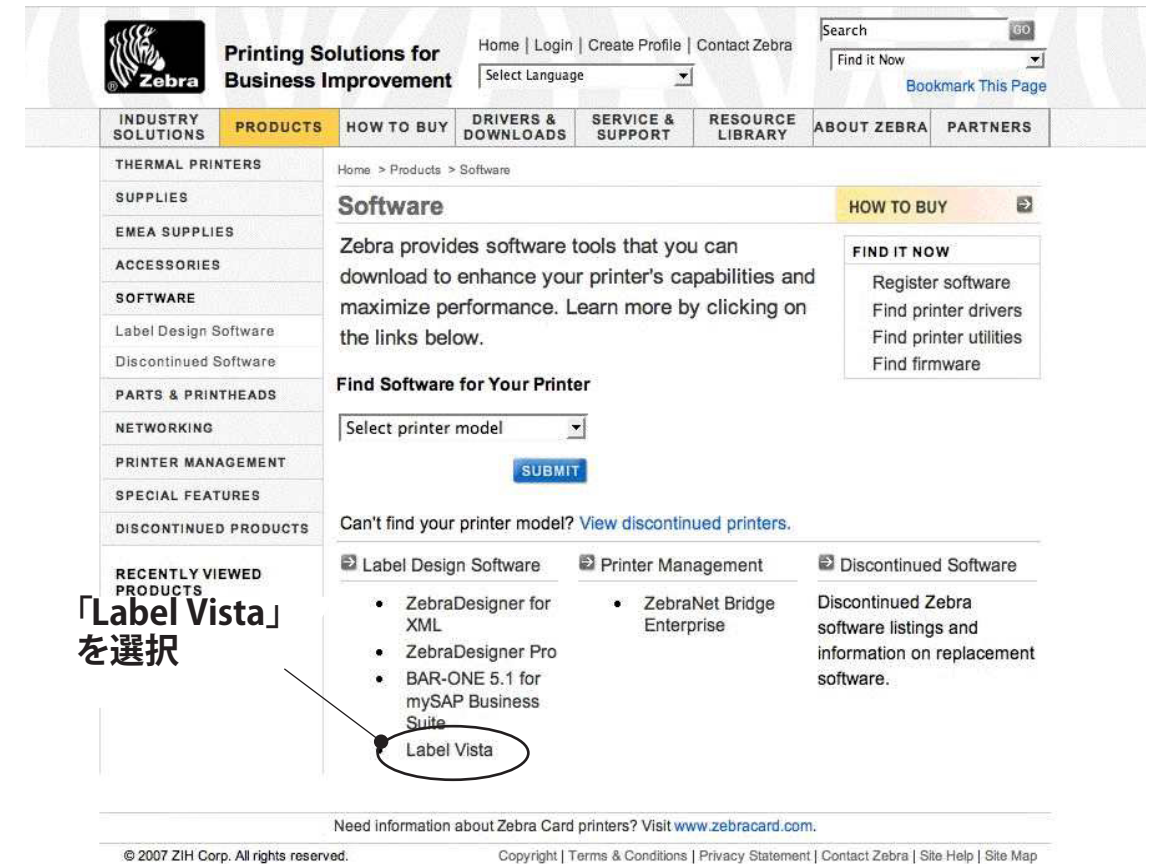 Zebra
Printing Solutions for
Business Improvement
Home | Login | Create Profile | Contact Zebra
Select Language
Search
GO
Find it Now
Bookmark This Page
INDUSTRY SOLUTIONS
PRODUCTS
HOW TO BUY
DRIVERS & DOWNLOADS
SERVICE & SUPPORT
RESOURCE LIBRARY
ABOUT ZEBRA
PARTNERS
THERMAL PRINTERS
SUPPLIES
EMEA SUPPLIES
ACCESSORIES
SOFTWARE
Label Design Software
Discontinued Software
PARTS & PRINTHEADS
NETWORKING
PRINTER MANAGEMENT
SPECIAL FEATURES
DISCONTINUED PRODUCTS
RECENTLY VIEWED
PRODUCTS
「Label Vista」
を選択
Home > Products > Software
Software
Zebra provides software tools that you can
download to enhance your printer's capabilities and
maximize performance. Learn more by clicking on
the links below.
Find Software for Your Printer
Select printer model
SUBMIT
Can't find your printer model? View discontinued printers.
HOW TO BUY
FIND IT NOW
Register software
Find printer drivers
Find printer utilities
Find firmware
Label Design Software
• ZebraDesigner for
XML
• ZebraDesigner Pro
• BAR-ONE 5.1 for
mySAP Business
Suite
• Label Vista
Printer Management
• ZebraNet Bridge
Enterprise
Discontinued Software
Discontinued Zebra
software listings and
information on replacement
software.
Need information about Zebra Card printers? Visit www.zebracard.com.
© 2007 ZIH Corp. All rights reserved.
Copyright | Terms & Conditions | Privacy Statement | Contact Zebra | Site Help | Site Map